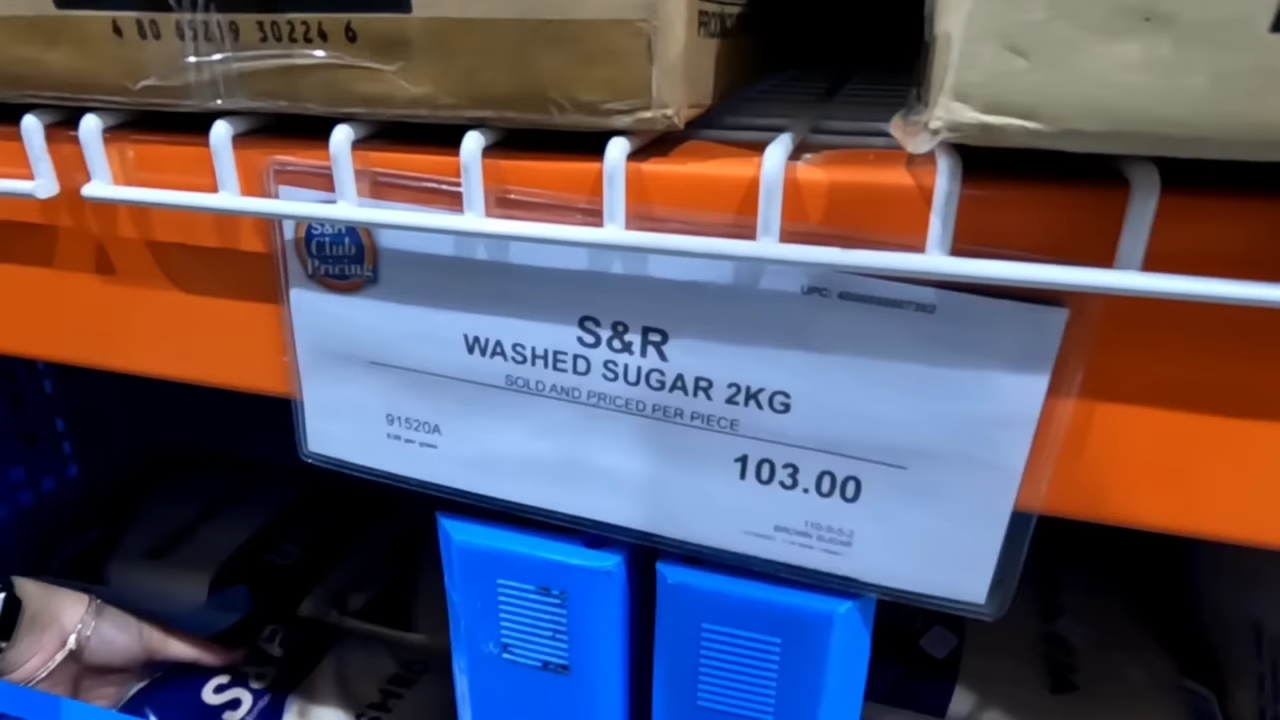 4 80 65219 30224 6
S&R
Club
Pricing
UPC:
S&R
WASHED SUGAR 2KG
SOLD AND PRICED PER PIECE
91520A
103.00
BROWN SUGAR
S&R